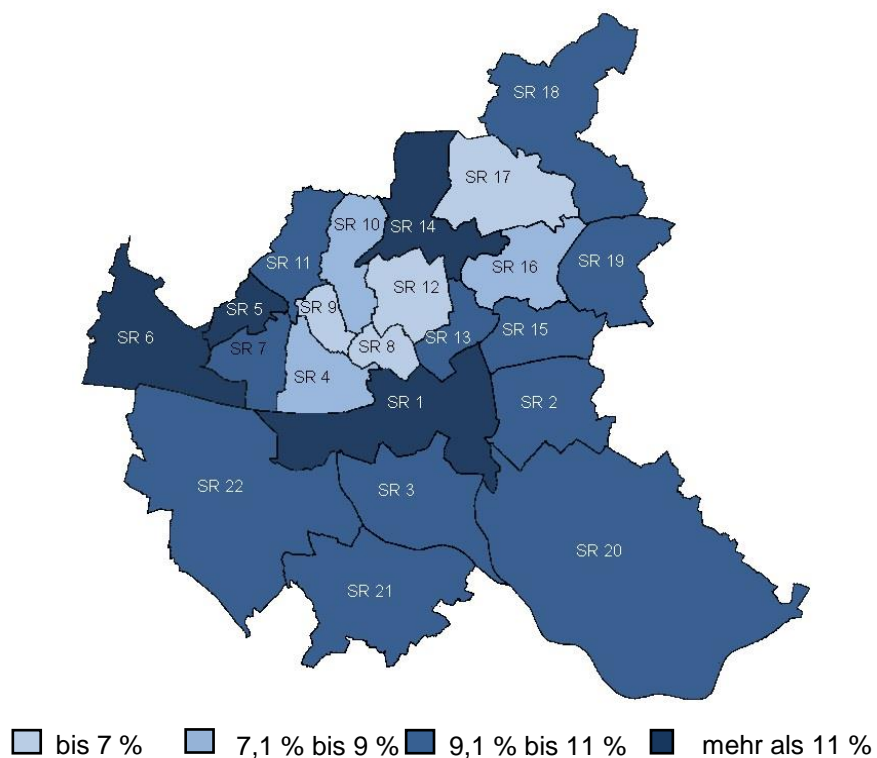 SR 18
SR 17
SR 10
SR 14
SR 11
SR 16
SR 19
SR 12
SR 9
SR 5
SR 6
SR 15
SR 13
SR 7
SR 8
SR 4
SR 1
SR 2
SR 22
SR 3
SR 20
SR 21
bis 7 % 7,1 % bis 9 % 9,1 % bis 11 % mehr als 11 %